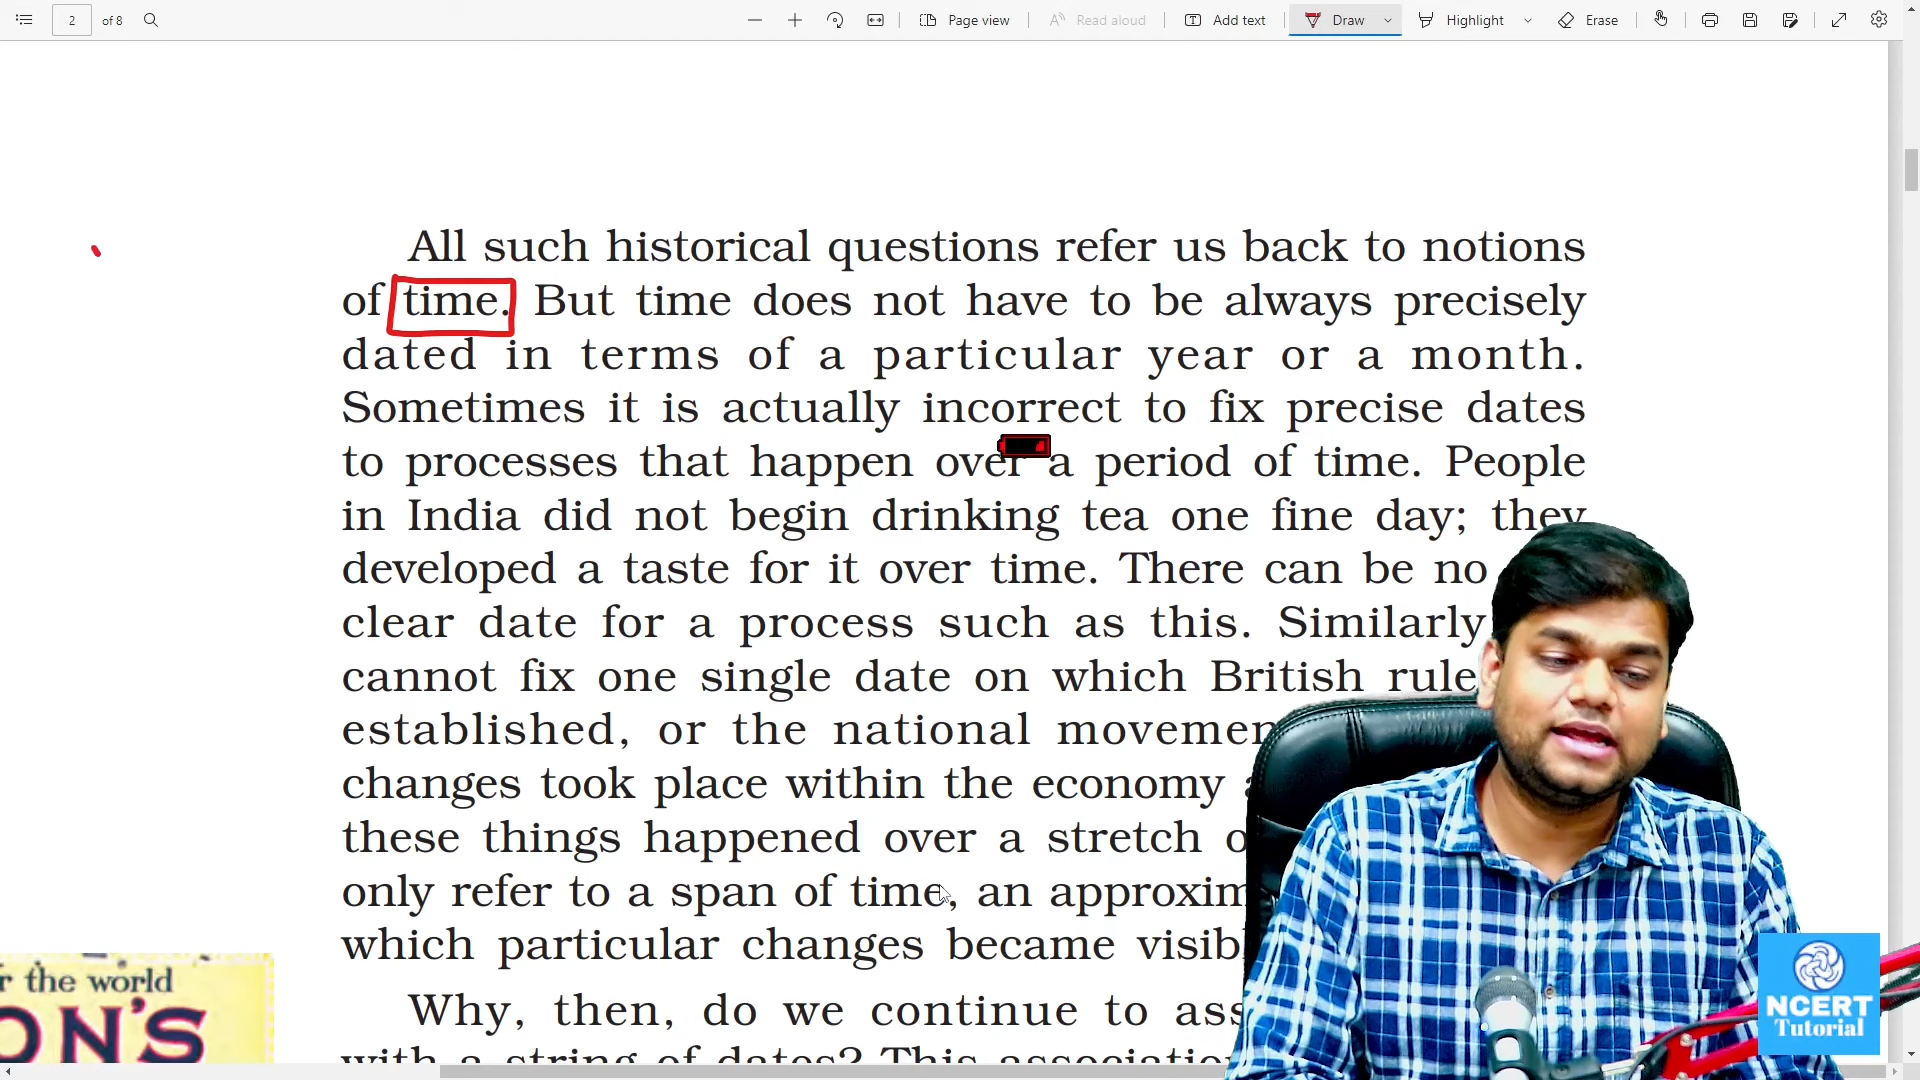 2 of 8 Page view Read aloud Add text Draw Highlight Erase
All such historical questions refer us back to notions
of time. But time does not have to be always precisely
dated in terms of a particular year or a month.
Sometimes it is actually incorrect to fix precise dates
to processes that happen over a period of time. People
in India did not begin drinking tea one fine day; they
developed a taste for it over time. There can be no
clear date for a process such as this. Similarly
cannot fix one single date on which British rule
established, or the national
changes took place within the economy
these things happened over a stretch
only refer to a span of time, an
which particular changes became
Why, then, do we continue to
with a string of dates? This association
r the world
ON'S
NCERT
Tutorial